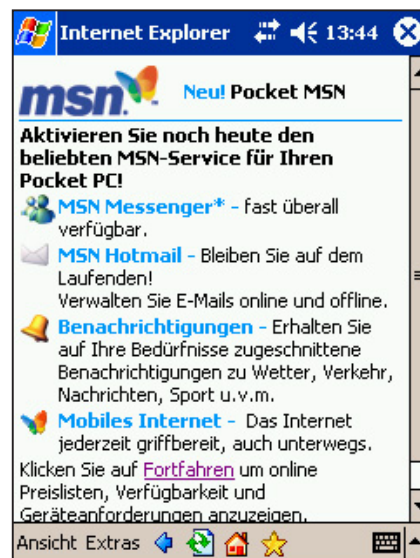 Internet Explorer 13:44
msn Neu! Pocket MSN
Aktivieren Sie noch heute den
beliebten MSN-Service für Ihren
Pocket PC!
MSN Messenger* - fast überall
verfügbar.
MSN Hotmail - Bleiben Sie auf dem
Laufenden!
Verwalten Sie E-Mails online und offline.
Benachrichtigungen - Erhalten Sie
auf Ihre Bedürfnisse zugeschnittene
Benachrichtigungen zu Wetter, Verkehr,
Nachrichten, Sport u.v.m.
Mobiles Internet - Das Internet
jederzeit griffbereit, auch unterwegs.
Klicken Sie auf Fortfahren um online
Preislisten, Verfügbarkeit und
Geräteanforderungen anzuzeigen.
Ansicht Extras